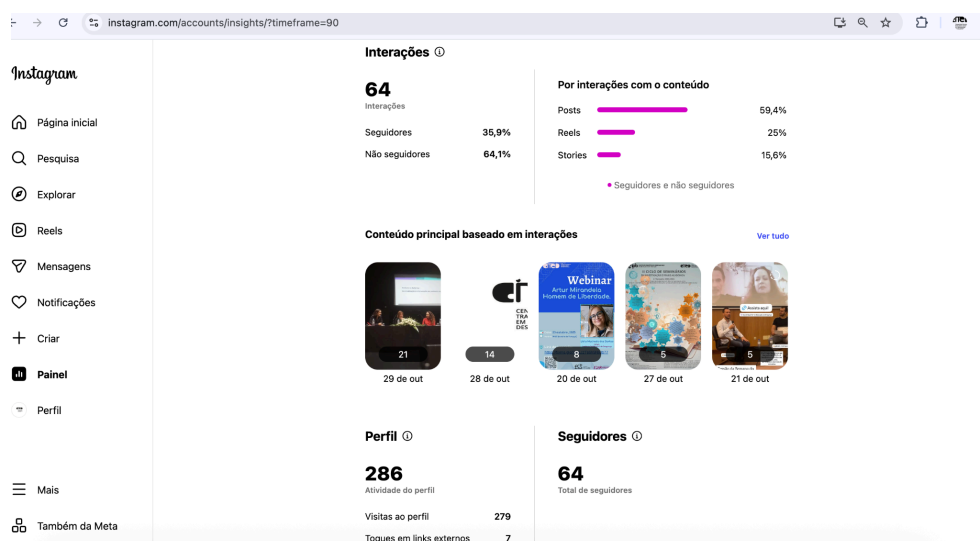 instagram.com/accounts/insights/?timeframe=90
Instagram
Página inicial
Pesquisa
Explorar
Reels
Mensagens
Notificações
Criar
Painel
Perfil
Mais
Também da Meta
Interações
64
Interações
Seguidores 35,9%
Não seguidores 64,1%
Por interações com o conteúdo
Posts 59,4%
Reels 25%
Stories 15,6%
Seguidores e não seguidores
Conteúdo principal baseado em interações
Ver tudo
21
29 de out
CEN
TRA
EM
DES
14
28 de out
Webinar
Artur Mirandela
Homem de Liberdade.
8
20 de out
5
27 de out
5
21 de out
Perfil
286
Atividade do perfil
Visitas ao perfil 279
Toques em links externos 7
Seguidores
64
Total de seguidores